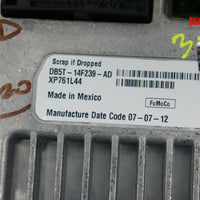 Scrap if Dropped
DB5T-14F239-AD
XP761L44
Made in Mexico
FoMoCo
Manufacture Date Code 07-07-12